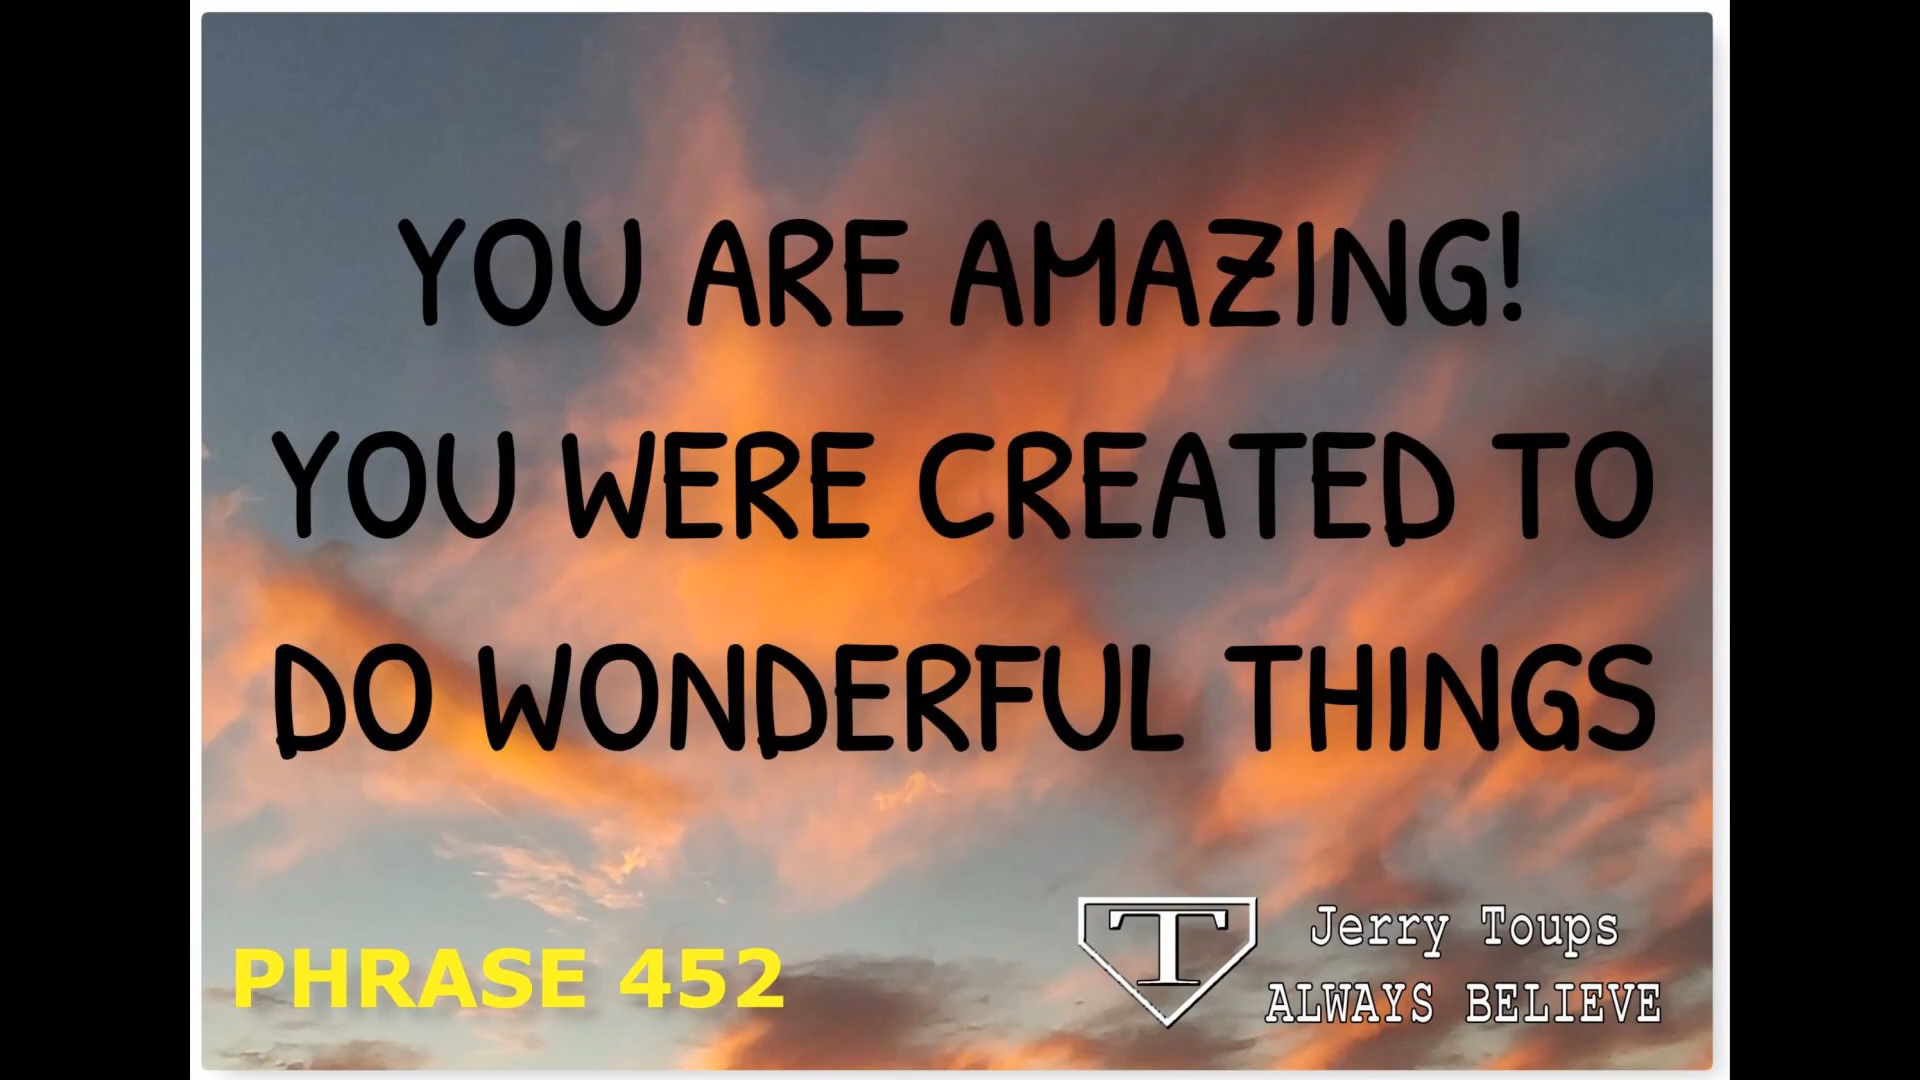 YOU ARE AMAZING!
YOU WERE CREATED TO
DO WONDERFUL THINGS
PHRASE 452
T
Jerry Toups
ALWAYS BELIEVE